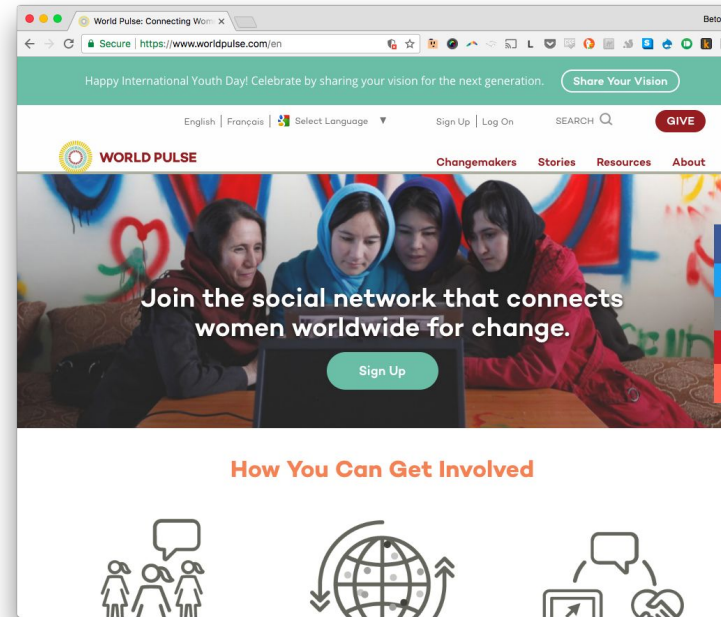 World Pulse: Connecting Wom
Beto
Secure | https://www.worldpulse.com/en
Happy International Youth Day! Celebrate by sharing your vision for the next generation. Share Your Vision
English | Français | Select Language ▼ Sign Up | Log On SEARCH GIVE
WORLD PULSE Changemakers Stories Resources About
Join the social network that connects
women worldwide for change.
Sign Up
How You Can Get Involved